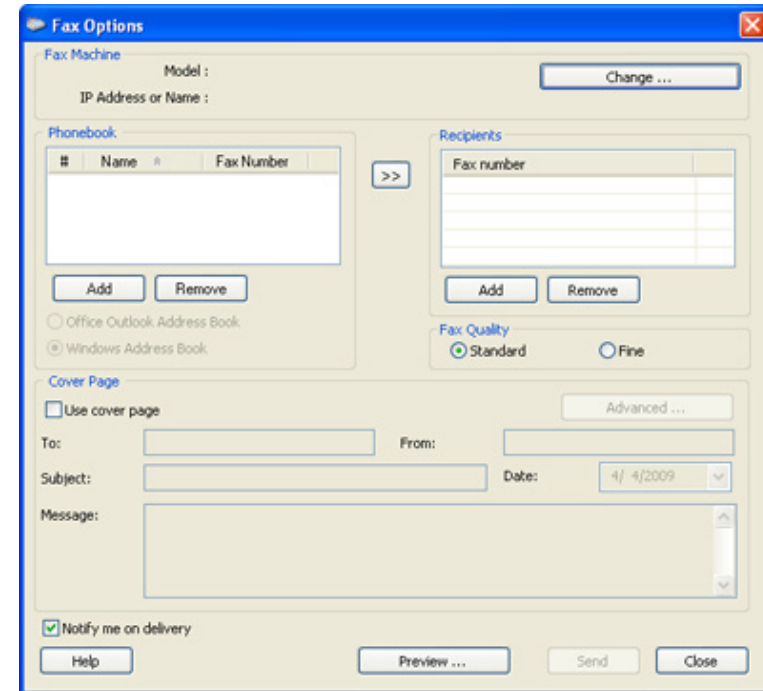 Fax Options
Fax Machine
Model :
Change ...
IP Address or Name :
Phonebook
# Name Fax Number
Add Remove
Office Outlook Address Book
Windows Address Book
>>
Recipients
Fax number
Add Remove
Fax Quality
Standard Fine
Cover Page
Use cover page Advanced ...
To: From:
Subject: Date: 4/ 4/2009
Message:
Notify me on delivery
Help Preview ... Send Close